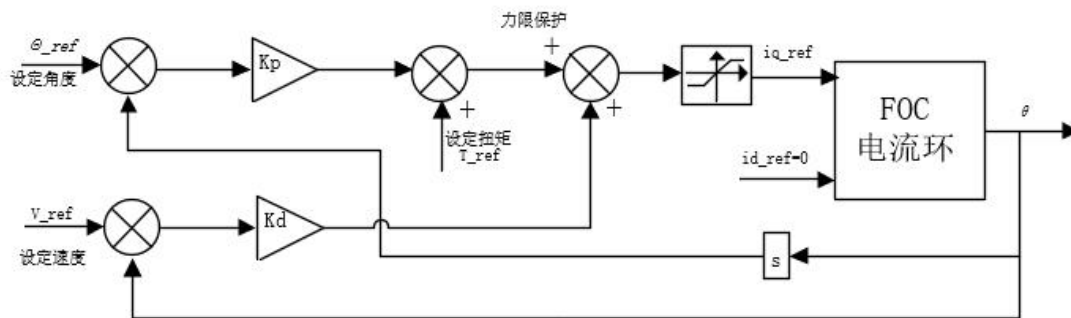 力限保护
Θ_ref
设定角度
Kp
+
+
+
+
iq_ref
FOC
电流环
θ
设定扭矩
T_ref
id_ref=0
V_ref
设定速度
Kd
s